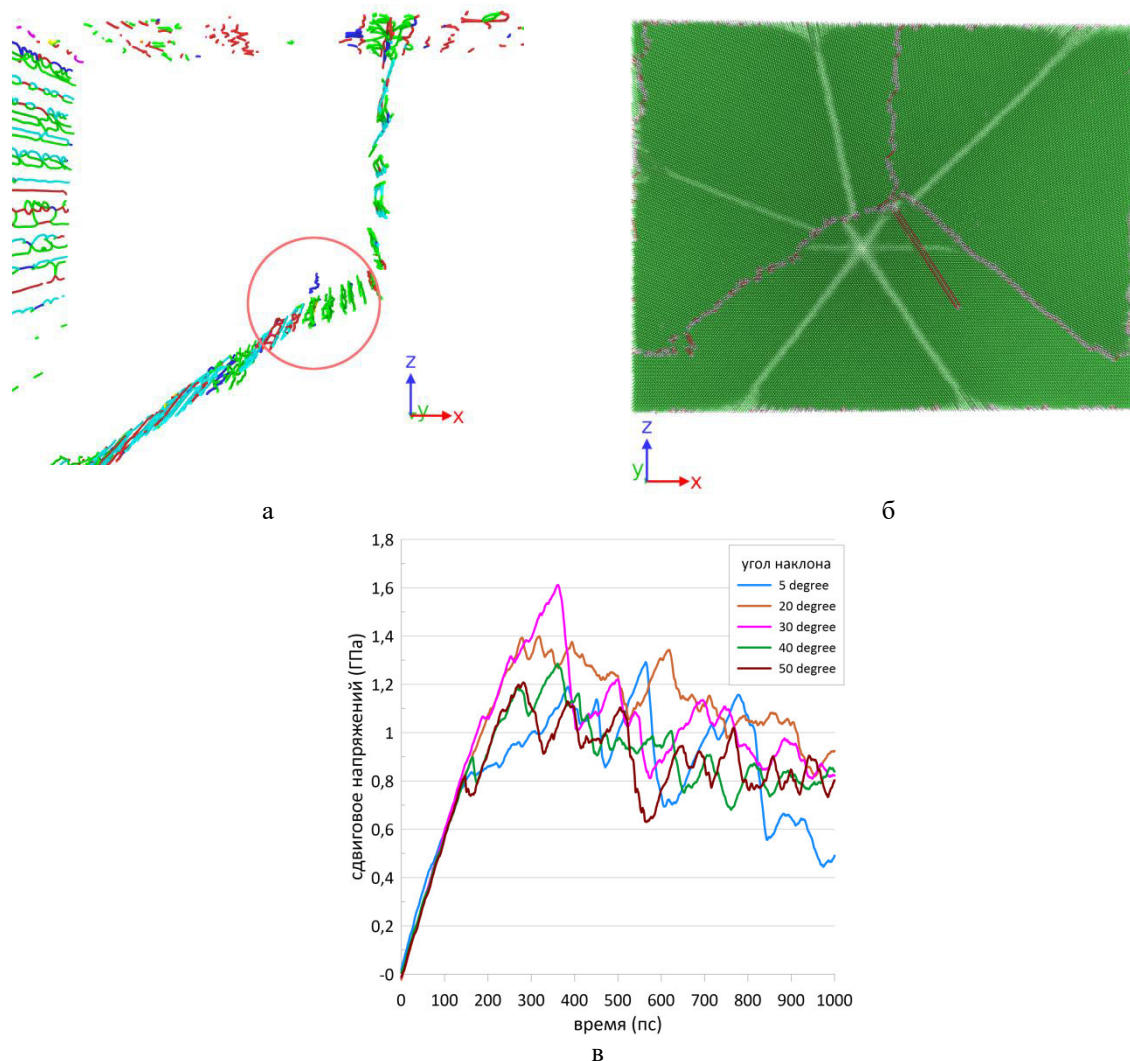 z
y x
а
z
y
x
б
1,8
1,6
1,4
1,2
1
0,8
0,6
0,4
0,2
-0
сдвиговое напряжений (ГПа)
угол наклона
5 degree
20 degree
30 degree
40 degree
50 degree
0 100 200 300 400 500 600 700 800 900 1000
время (пс)
в